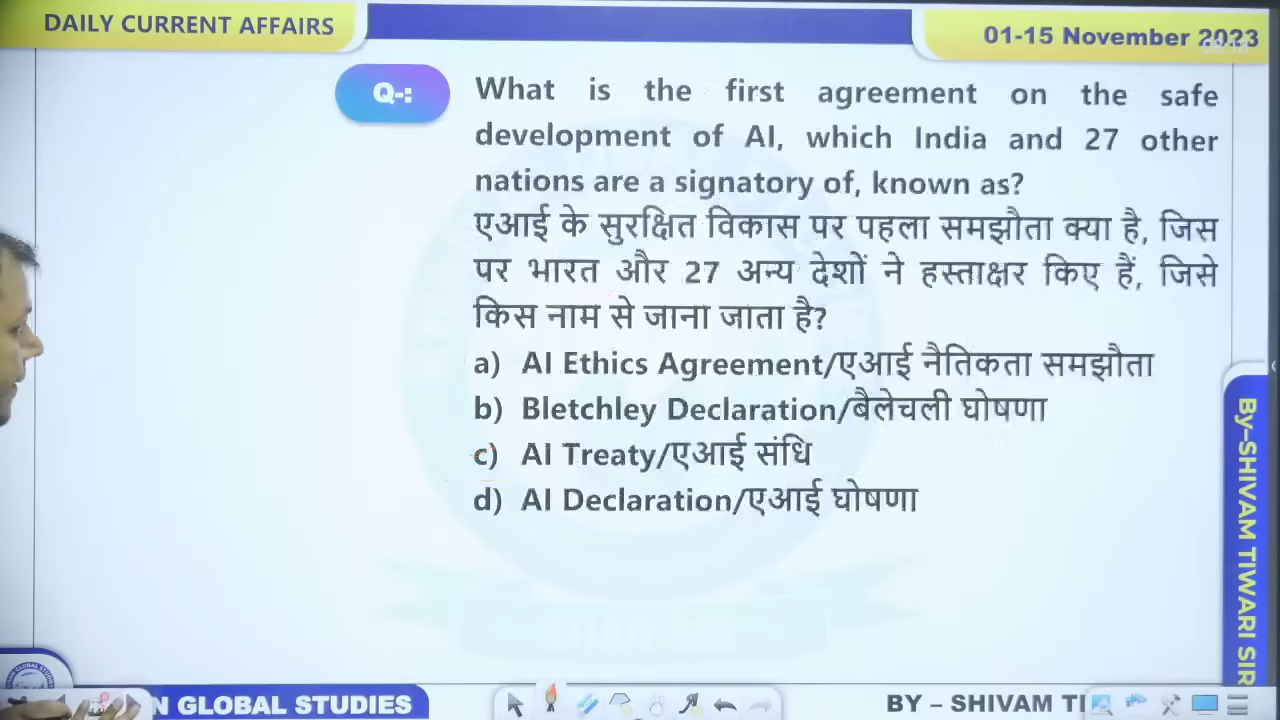 DAILY CURRENT AFFAIRS
01-15 November 2023
Q-:
What is the first agreement on the safe
development of AI, which India and 27 other
nations are a signatory of, known as?
एआई के सुरक्षित विकास पर पहला समझौता क्या है, जिस
पर भारत और 27 अन्य देशों ने हस्ताक्षर किए हैं, जिसे
किस नाम से जाना जाता है?
a) AI Ethics Agreement/एआई नैतिकता समझौता
b) Bletchley Declaration/बैलेचली घोषणा
c) AI Treaty/एआई संधि
d) AI Declaration/एआई घोषणा
By-SHIVAM TIWARI SIR
N GLOBAL STUDIES
BY – SHIVAM TI